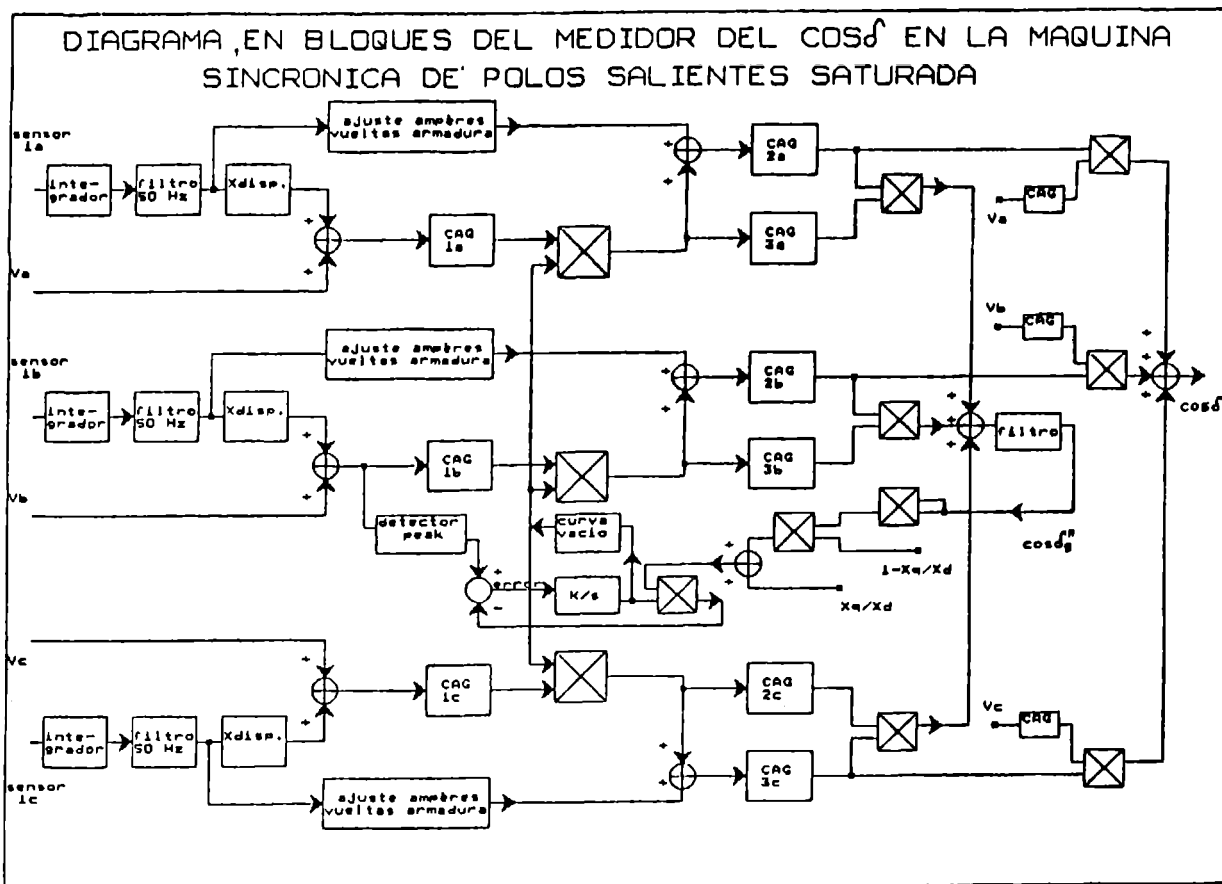 DIAGRAMA,EN BLOQUES DEL MEDIDOR DEL COSδ EN LA MAQUINA
SINCRONICA DE POLOS SALIENTES SATURADA
sensor
ia
inte-
grador
filtro
50 Hz
Xdisp.
ajuste ampères
vueltas armadura
+
+
Va
CAG
1a
+
+
CAG
2a
CAG
3a
Va
CAG
sensor
ib
inte-
grador
filtro
50 Hz
Xdisp.
ajuste ampères
vueltas armadura
+
+
Vb
CAG
1b
+
+
CAG
2b
CAG
3b
Vb
CAG
+
+
+
cosδ
+
+
+
filtro
detector
peak
curva
vacio
+
error
-
K/s
+
+
cosδg"
1-Xq/Xd
Xq/Xd
Vc
+
+
CAG
1c
inte-
grador
filtro
50 Hz
Xdisp.
sensor
ic
ajuste ampères
vueltas armadura
+
+
CAG
2c
CAG
3c
Vc
CAG